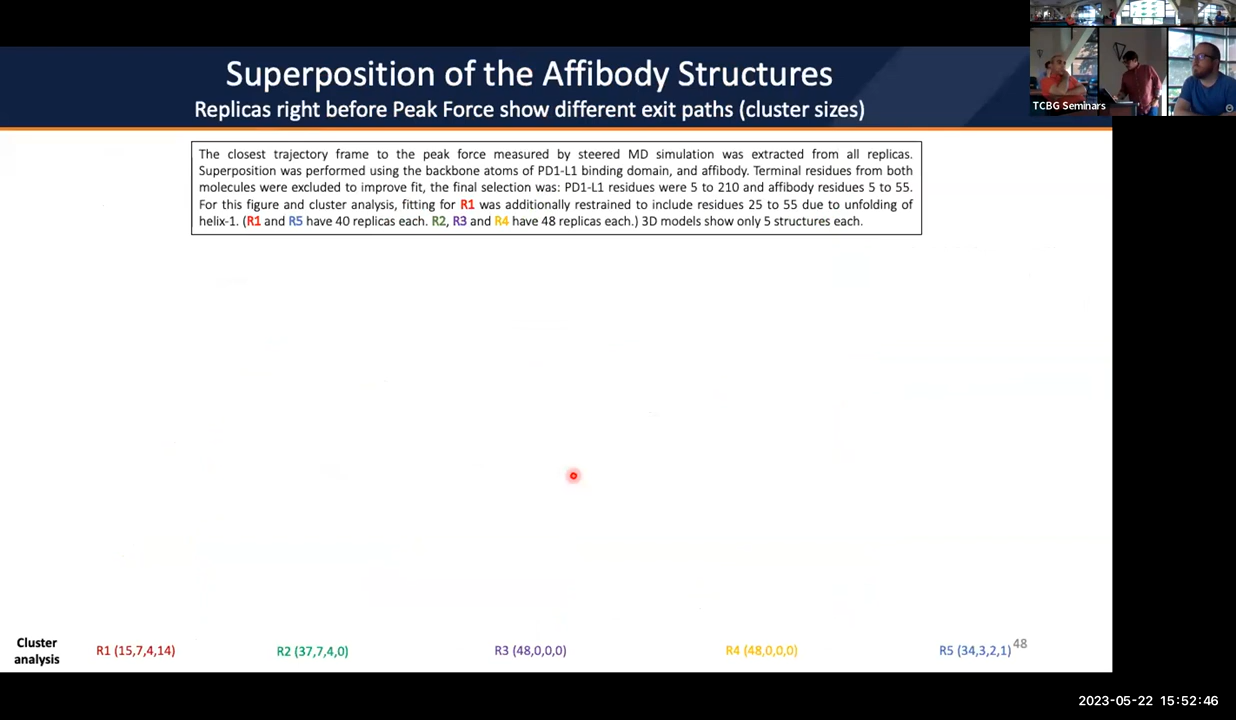 Superposition of the Affibody Structures
Replicas right before Peak Force show different exit paths (cluster sizes)
TCBG Seminars
The closest trajectory frame to the peak force measured by steered MD simulation was extracted from all replicas.
Superposition was performed using the backbone atoms of PD1-L1 binding domain, and affibody. Terminal residues from both
molecules were excluded to improve fit, the final selection was: PD1-L1 residues were 5 to 210 and affibody residues 5 to 55.
For this figure and cluster analysis, fitting for R1 was additionally restrained to include residues 25 to 55 due to unfolding of
helix-1. (R1 and R5 have 40 replicas each. R2, R3 and R4 have 48 replicas each.) 3D models show only 5 structures each.
Cluster
analysis
R1 (15,7,4,14)
R2 (37,7,4,0)
R3 (48,0,0,0)
R4 (48,0,0,0)
R5 (34,3,2,1)
48
2023-05-22 15:52:46